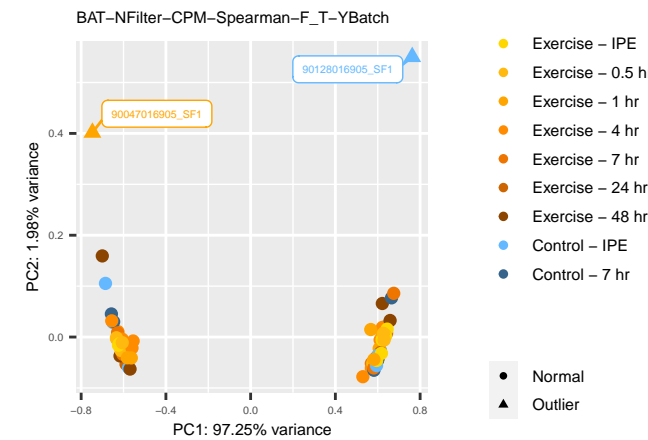 BAT−NFilter−CPM−Spearman−F_T−YBatch
90128016905_SF1
90047016905_SF1
0.4
0.2
0.0
PC2: 1.98% variance
−0.8
−0.4
0.0
0.4
0.8
PC1: 97.25% variance
Exercise − IPE
Exercise − 0.5 h
Exercise − 1 hr
Exercise − 4 hr
Exercise − 7 hr
Exercise − 24 hr
Exercise − 48 hr
Control − IPE
Control − 7 hr
Normal
Outlier